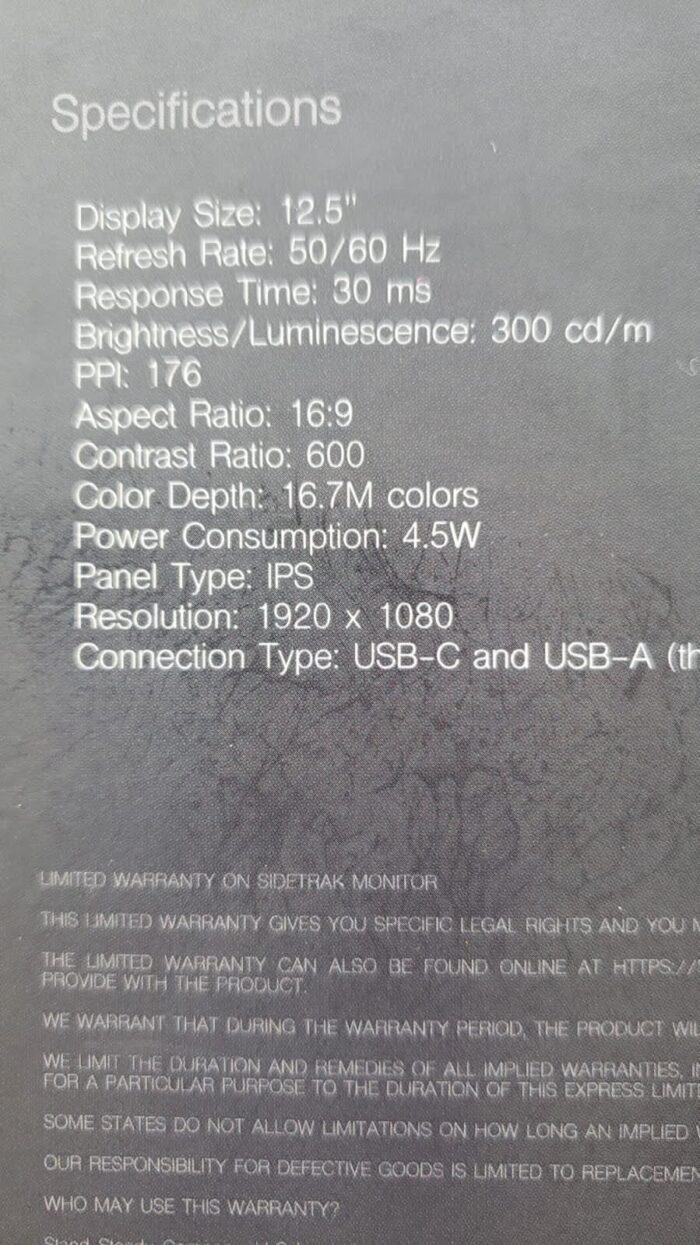 Specifications
Display Size: 12.5"
Refresh Rate: 50/60 Hz
Response Time: 30 ms
Brightness/Luminescence: 300 cd/m
PPI: 176
Aspect Ratio: 16:9
Contrast Ratio: 600
Color Depth: 16.7M colors
Power Consumption: 4.5W
Panel Type: IPS
Resolution: 1920 x 1080
Connection Type: USB-C and USB-A (th
LIMITED WARRANTY ON SIDETRAK MONITOR
THIS LIMITED WARRANTY GIVES YOU SPECIFIC LEGAL RIGHTS AND YOU
THE LIMITED WARRANTY CAN ALSO BE FOUND ONLINE AT HTTPS://
PROVIDE WITH THE PRODUCT.
WE WARRANT THAT DURING THE WARRANTY PERIOD, THE PRODUCT WIL
WE LIMIT THE DURATION AND REMEDIES OF ALL IMPLIED WARRANTIES, I
FOR A PARTICULAR PURPOSE TO THE DURATION OF THIS EXPRESS LIMIT
SOME STATES DO NOT ALLOW LIMITATIONS ON HOW LONG AN IMPLIED
OUR RESPONSIBILITY FOR DEFECTIVE GOODS IS LIMITED TO REPLACEMEN
WHO MAY USE THIS WARRANTY?